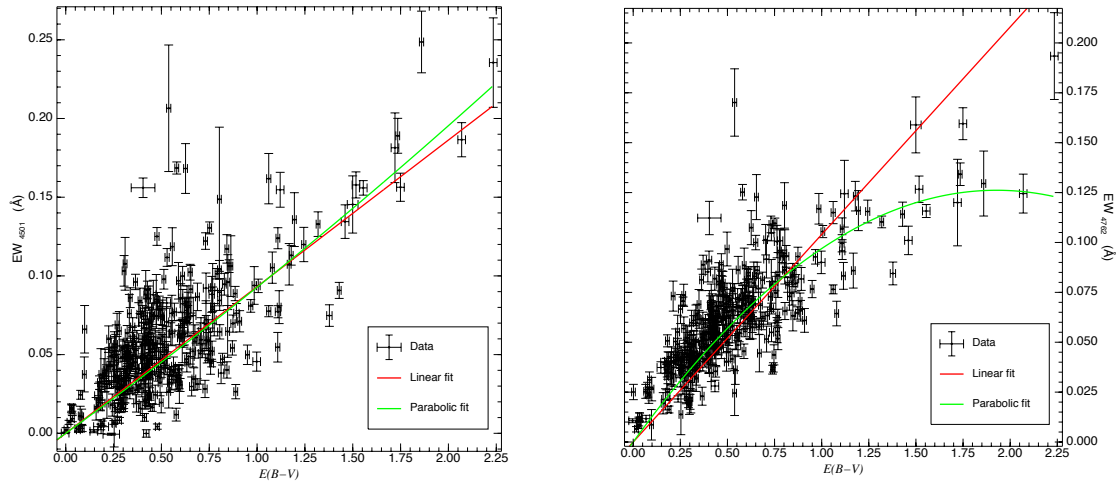 0.25
0.20
0.15
0.10
0.05
0.00
EW 4501 (Å)
0.00 0.25 0.50 0.75 1.00 1.25 1.50 1.75 2.00 2.25
E(B−V)
Data
Linear fit
Parabolic fit
0.200
0.175
0.150
0.125
0.100
0.075
0.050
0.025
0.000
EW 4762 (Å)
0.00 0.25 0.50 0.75 1.00 1.25 1.50 1.75 2.00 2.25
E(B−V)
Data
Linear fit
Parabolic fit